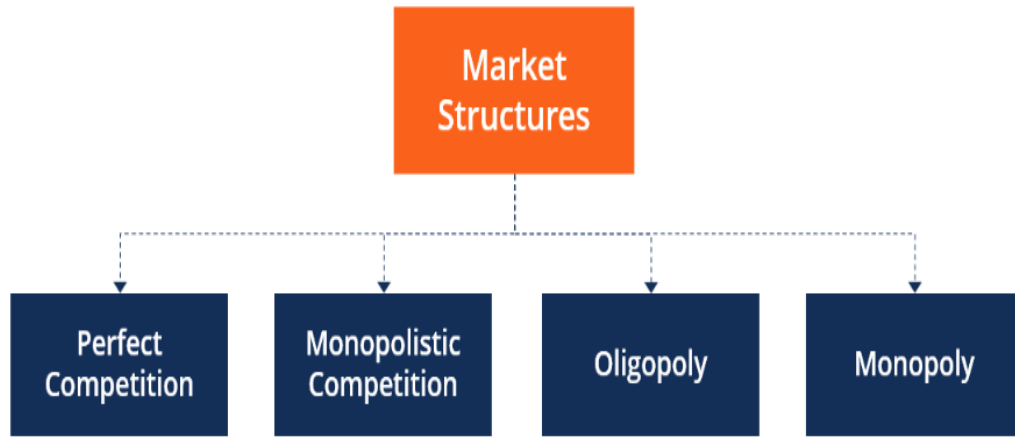 Market
Structures
Perfect
Competition
Monopolistic
Competition
Oligopoly
Monopoly